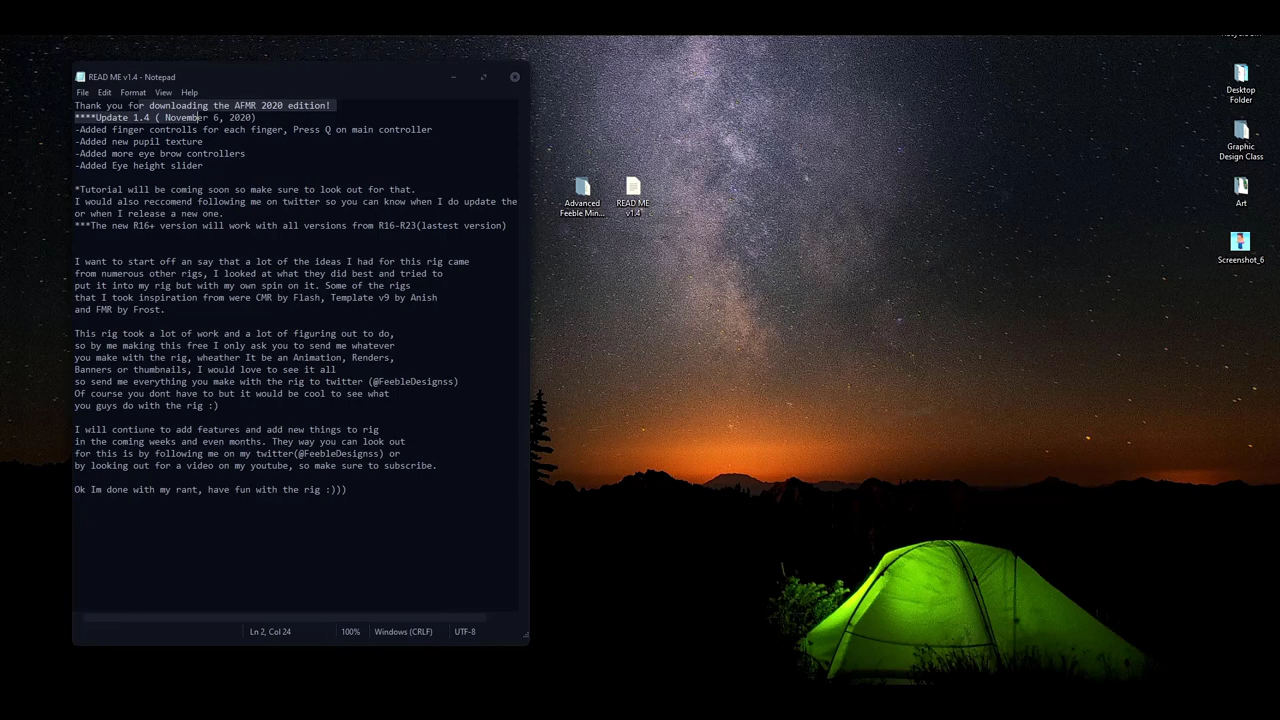 READ ME v1.4 - Notepad
File Edit Format View Help
Thank you for downloading the AFMR 2020 edition!
****Update 1.4 ( November 6, 2020)
-Added finger controlls for each finger, Press Q on main controller
-Added new pupil texture
-Added more eye brow controllers
-Added Eye height slider
*Tutorial will be coming soon so make sure to look out for that.
I would also reccomend following me on twitter so you can know when I do update the
or when I release a new one.
***The new R16+ version will work with all versions from R16-R23(lastest version)
I want to start off an say that a lot of the ideas I had for this rig came
from numerous other rigs, I looked at what they did best and tried to
put it into my rig but with my own spin on it. Some of the rigs
that I took inspiration from were CMR by Flash, Template v9 by Anish
and FMR by Frost.
This rig took a lot of work and a lot of figuring out to do,
so by me making this free I only ask you to send me whatever
you make with the rig, wheather It be an Animation, Renders,
Banners or thumbnails, I would love to see it all
so send me everything you make with the rig to twitter (@FeebleDesignss)
Of course you dont have to but it would be cool to see what
you guys do with the rig :)
I will contiune to add features and add new things to rig
in the coming weeks and even months. They way you can look out
for this is by following me on my twitter(@FeebleDesignss) or
by looking out for a video on my youtube, so make sure to subscribe.
Ok Im done with my rant, have fun with the rig :)))
Ln 2, Col 24 100% Windows (CRLF) UTF-8
Advanced
Feeble Min...
READ ME
v1.4
Desktop
Folder
Graphic
Design Class
Art
Screenshot_6